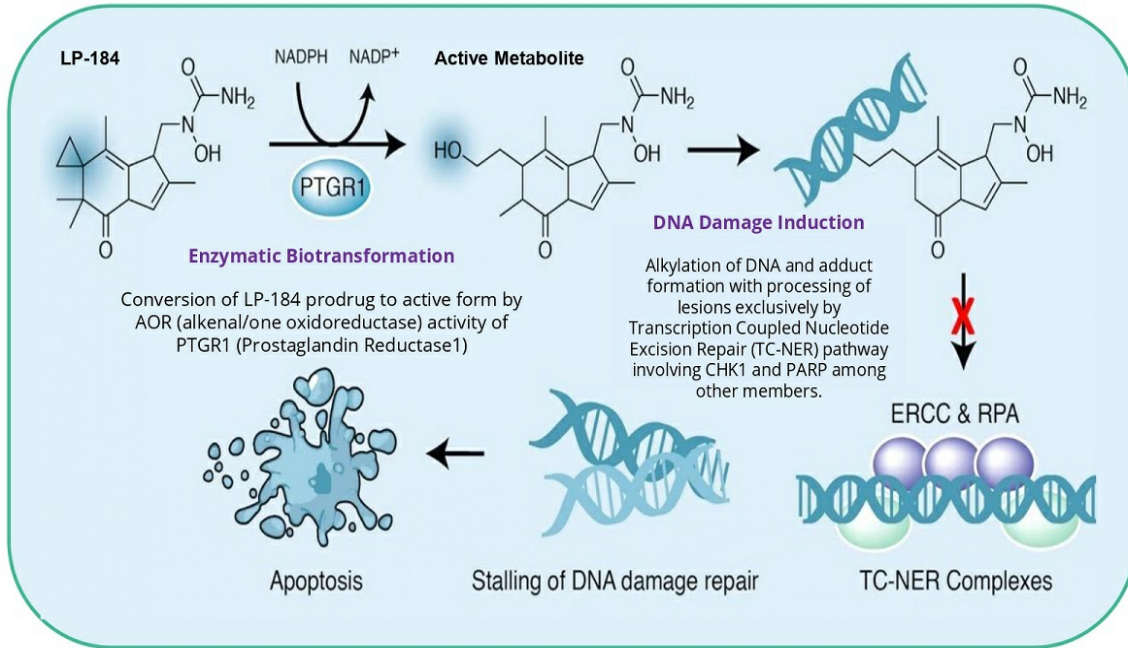 LP-184
NADPH NADP+
Active Metabolite
O
NH2
N
OH
O
PTGR1
HO
O
NH2
N
OH
O
O
NH2
N
OH
O
Enzymatic Biotransformation
Conversion of LP-184 prodrug to active form by
AOR (alkenal/one oxidoreductase) activity of
PTGR1 (Prostaglandin Reductase1)
DNA Damage Induction
Alkylation of DNA and adduct
formation with processing of
lesions exclusively by
Transcription Coupled Nucleotide
Excision Repair (TC-NER) pathway
involving CHK1 and PARP among
other members.
X
ERCC & RPA
Apoptosis
Stalling of DNA damage repair
TC-NER Complexes